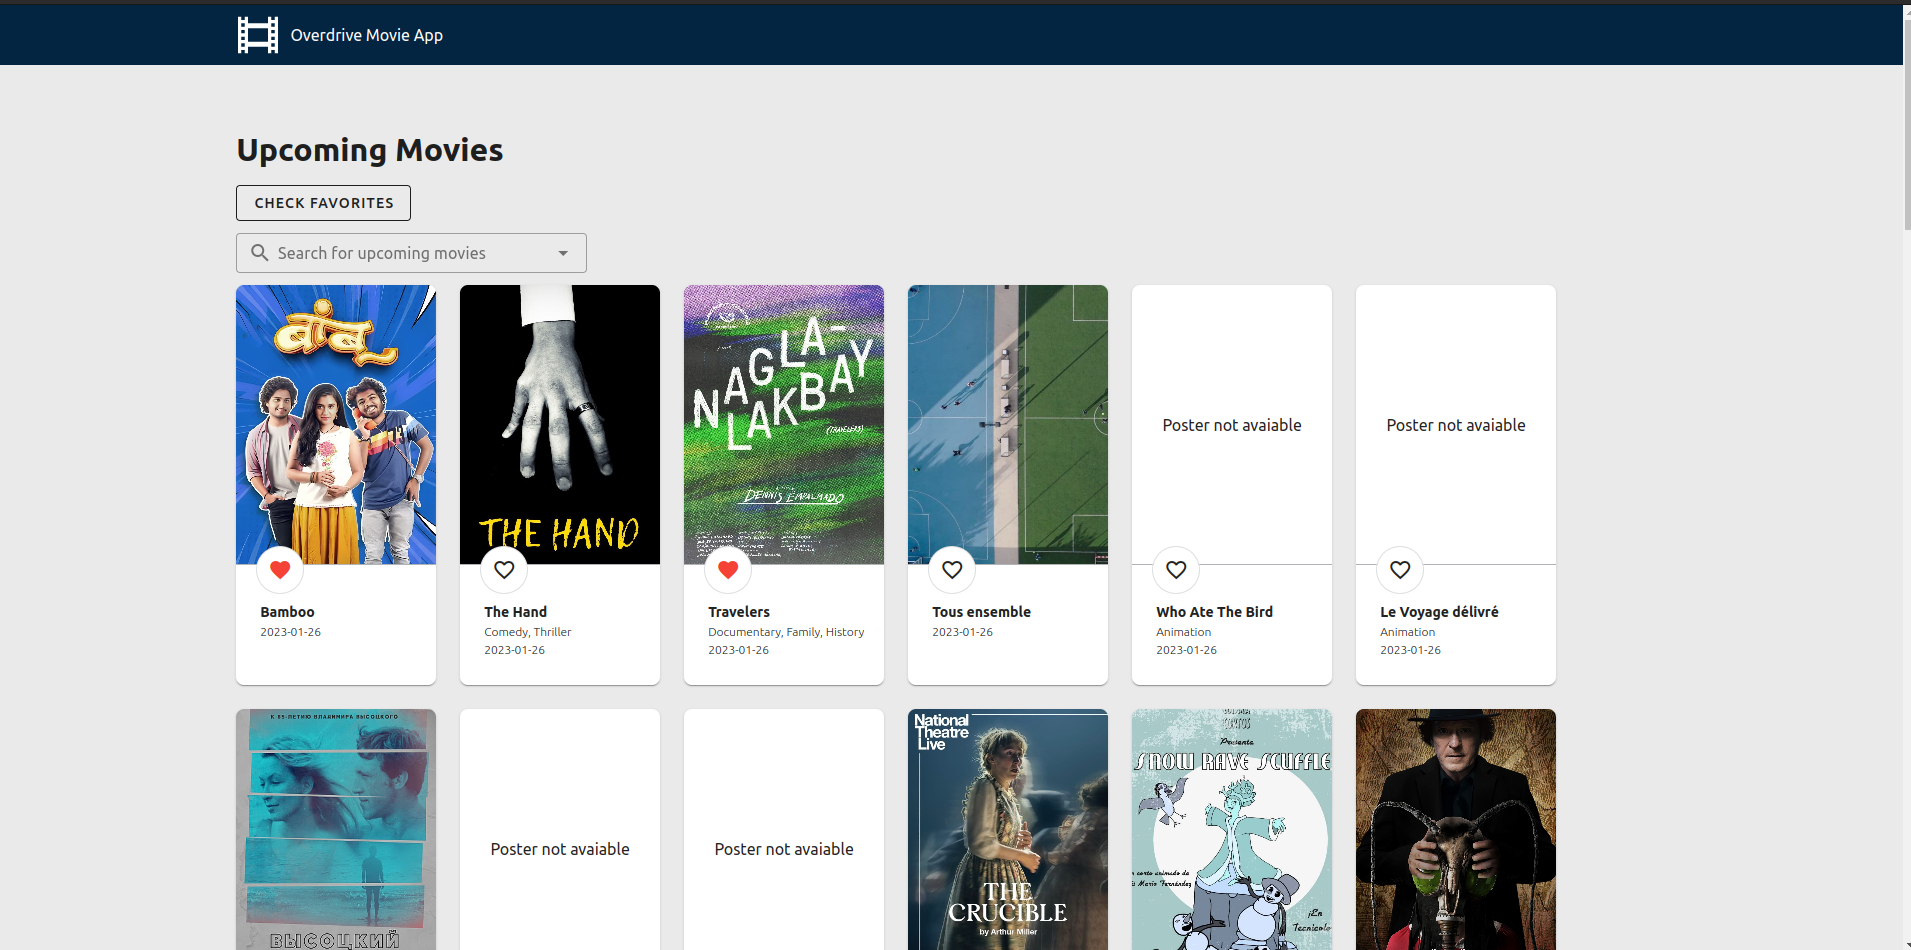 Overdrive Movie App
Upcoming Movies
CHECK FAVORITES
Search for upcoming movies
बांबू
THE HAND
NAGLA-
LAKBAY
(TRAVELERS)
DENNIS EMPALMADO
Poster not avaiable
Poster not avaiable
Bamboo
2023-01-26
The Hand
Comedy, Thriller
2023-01-26
Travelers
Documentary, Family, History
2023-01-26
Tous ensemble
2023-01-26
Who Ate The Bird
Animation
2023-01-26
Le Voyage délivré
Animation
2023-01-26
К 85-ЛЕТИЮ ВЛАДИМИРА ВЫСОЦКОГО
ВЫСОЦКИЙ
Poster not avaiable
Poster not avaiable
National
Theatre
Live
THE
CRUCIBLE
by Arthur Miller
Presenta
SNOW RAVE SCUFFLE
corto animado de
Mario Fernández
¡En
Tecnicolo